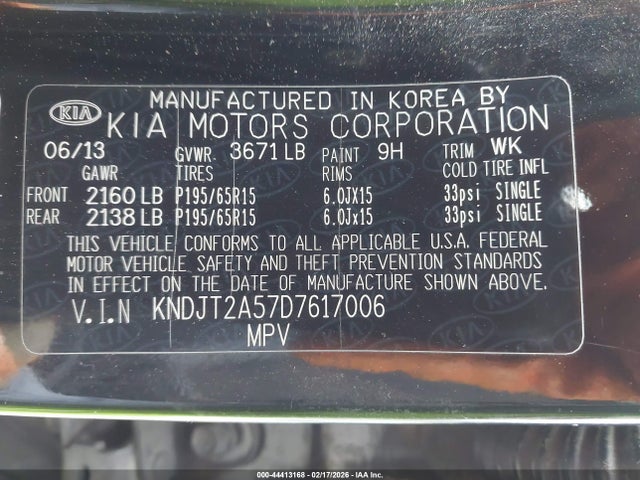 KIA
MANUFACTURED IN KOREA BY
KIA MOTORS CORPORATION
06/13 GVWR 3671 LB PAINT 9H TRIM WK
GAWR TIRES RIMS COLD TIRE INFL
FRONT 2160 LB P195/65R15 6.0JX15 33psi SINGLE
REAR 2138 LB P195/65R15 6.0Jx15 33psi SINGLE
THIS VEHICLE CONFORMS TO ALL APPLICABLE U.S.A. FEDERAL
MOTOR VEHICLE SAFETY AND THEFT PREVENTION STANDARDS
IN EFFECT ON THE DATE OF MANUFACTURE SHOWN ABOVE.
V.I.N KNDJT2A57D7617006
MPV
000-44413168 - 02/17/2026 - IAA Inc.